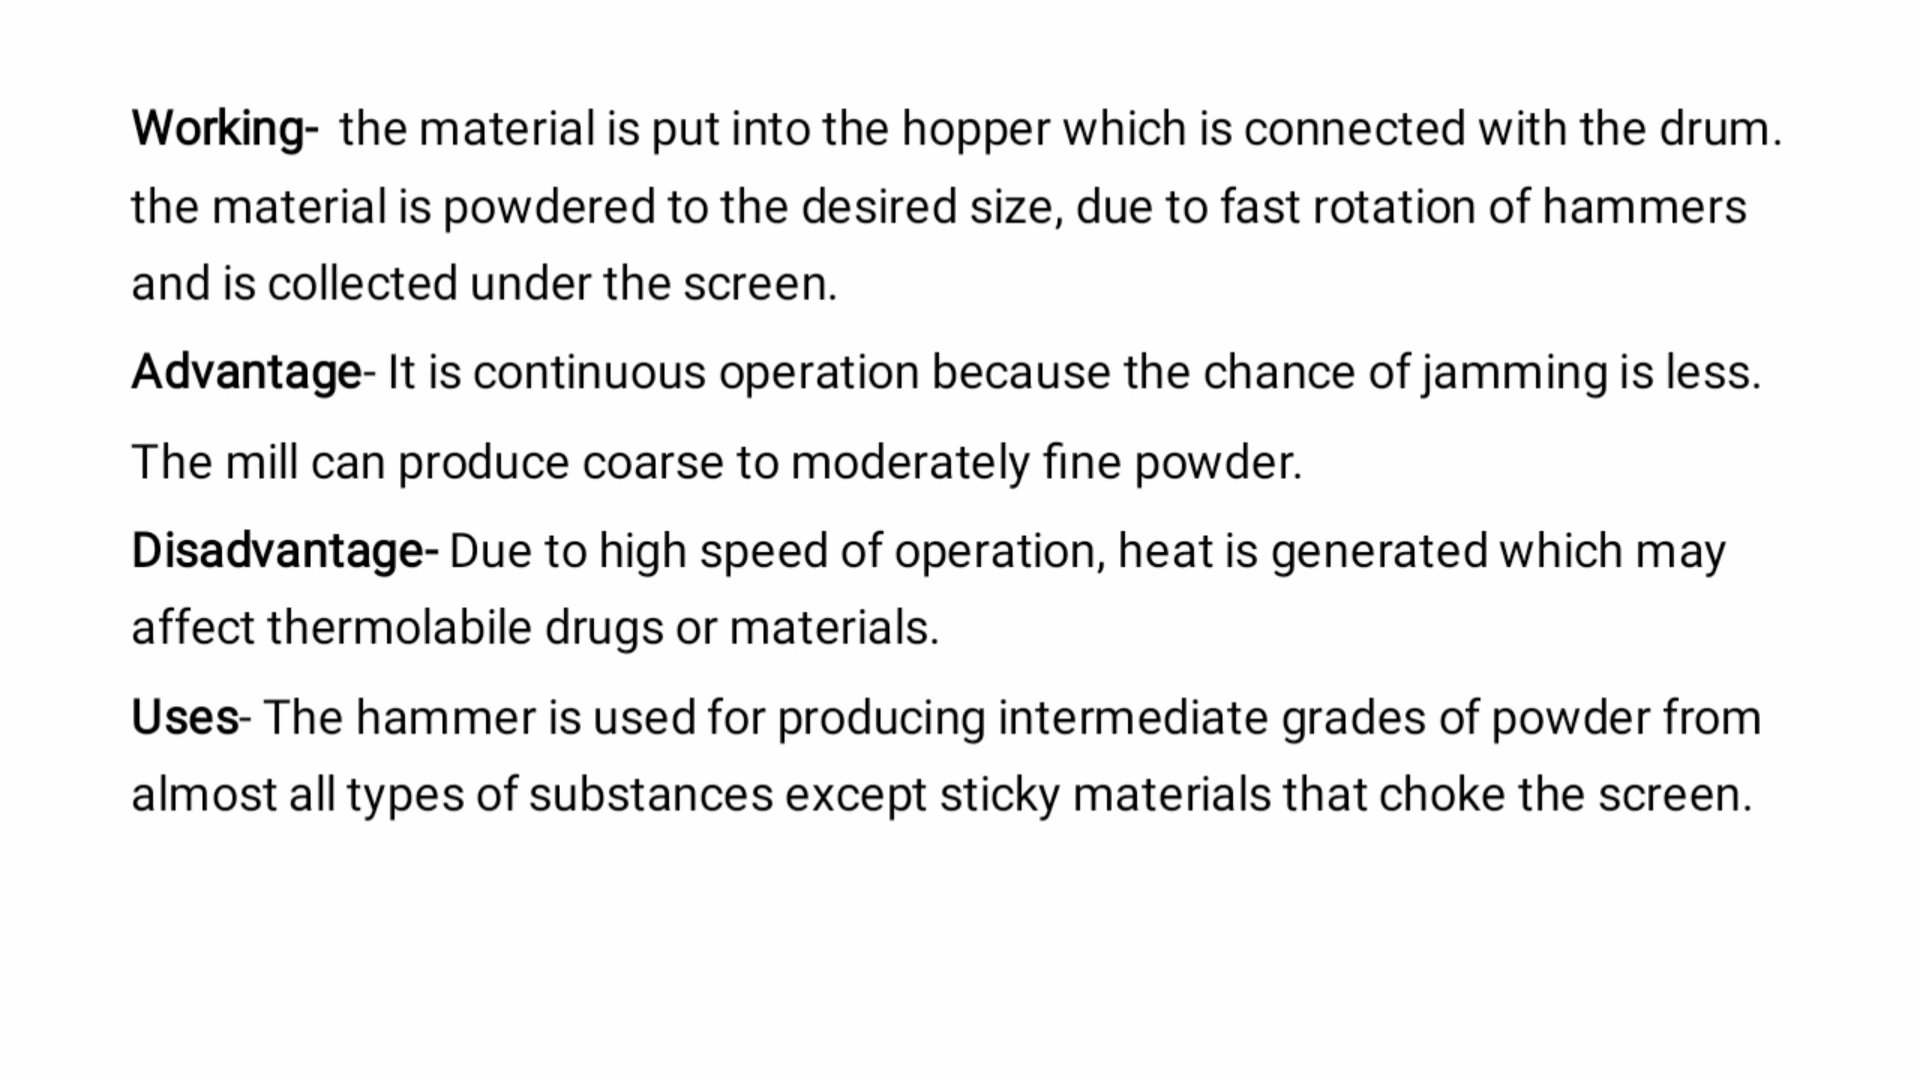 Working- the material is put into the hopper which is connected with the drum.
the material is powdered to the desired size, due to fast rotation of hammers
and is collected under the screen.
Advantage- It is continuous operation because the chance of jamming is less.
The mill can produce coarse to moderately fine powder.
Disadvantage- Due to high speed of operation, heat is generated which may
affect thermolabile drugs or materials.
Uses- The hammer is used for producing intermediate grades of powder from
almost all types of substances except sticky materials that choke the screen.